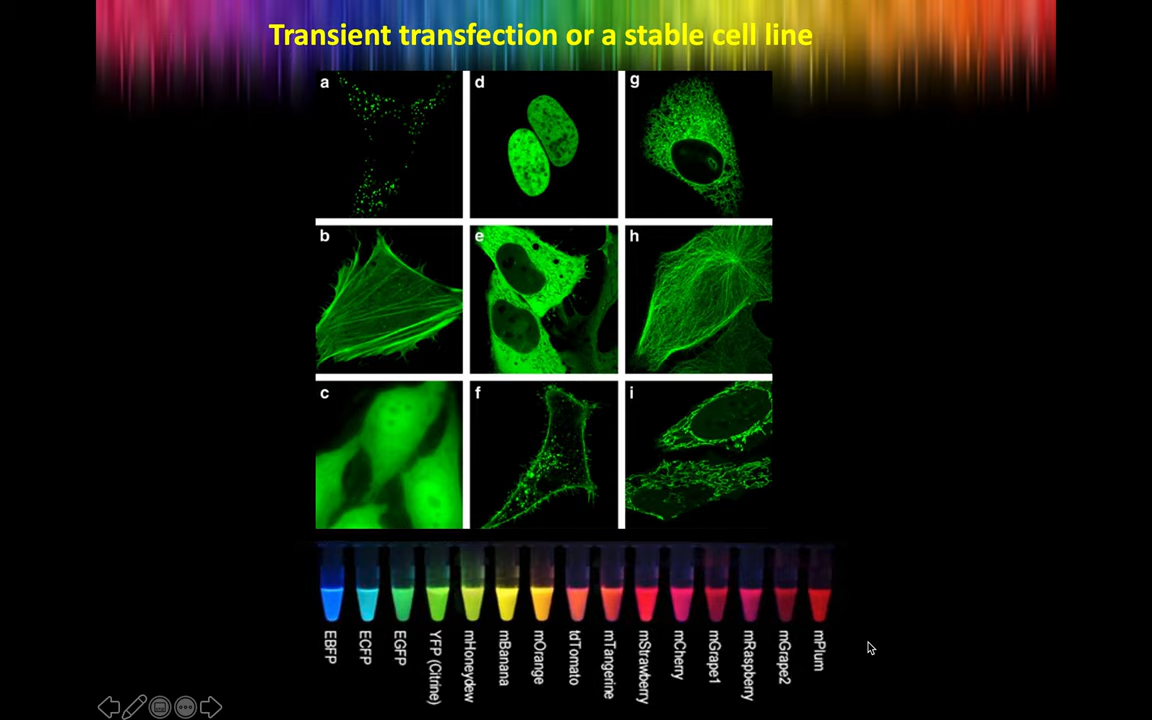 Transient transfection or a stable cell line
a
d
g
b
e
h
c
f
i
EBFP
ECFP
EGFP
YFP (Citrine)
mHoneydew
mBanana
mOrange
tdTomato
mTangerine
mStrawberry
mCherry
mGrape1
mRaspberry
mGrape2
mPlum